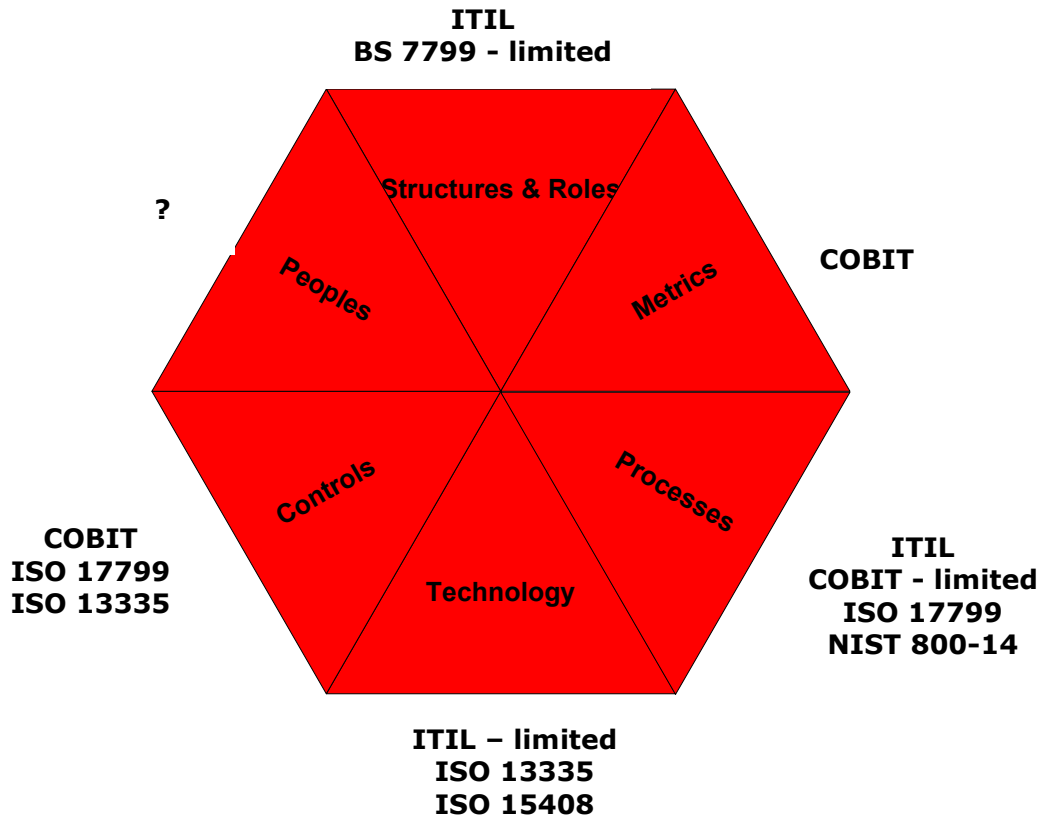 ITIL
BS 7799 - limited
Structures & Roles
?
Peoples
Metrics
COBIT
Controls
Processes
Technology
COBIT
ISO 17799
ISO 13335
ITIL
COBIT - limited
ISO 17799
NIST 800-14
ITIL – limited
ISO 13335
ISO 15408